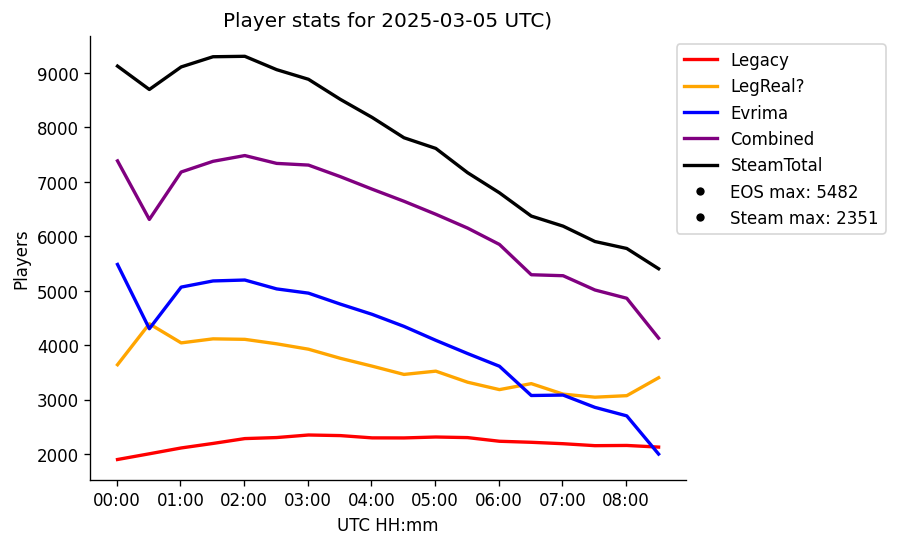 Player stats for 2025-03-05 UTC)
Players
9000
8000
7000
6000
5000
4000
3000
2000
00:00 01:00 02:00 03:00 04:00 05:00 06:00 07:00 08:00
UTC HH:mm
Legacy
LegReal?
Evrima
Combined
SteamTotal
EOS max: 5482
Steam max: 2351